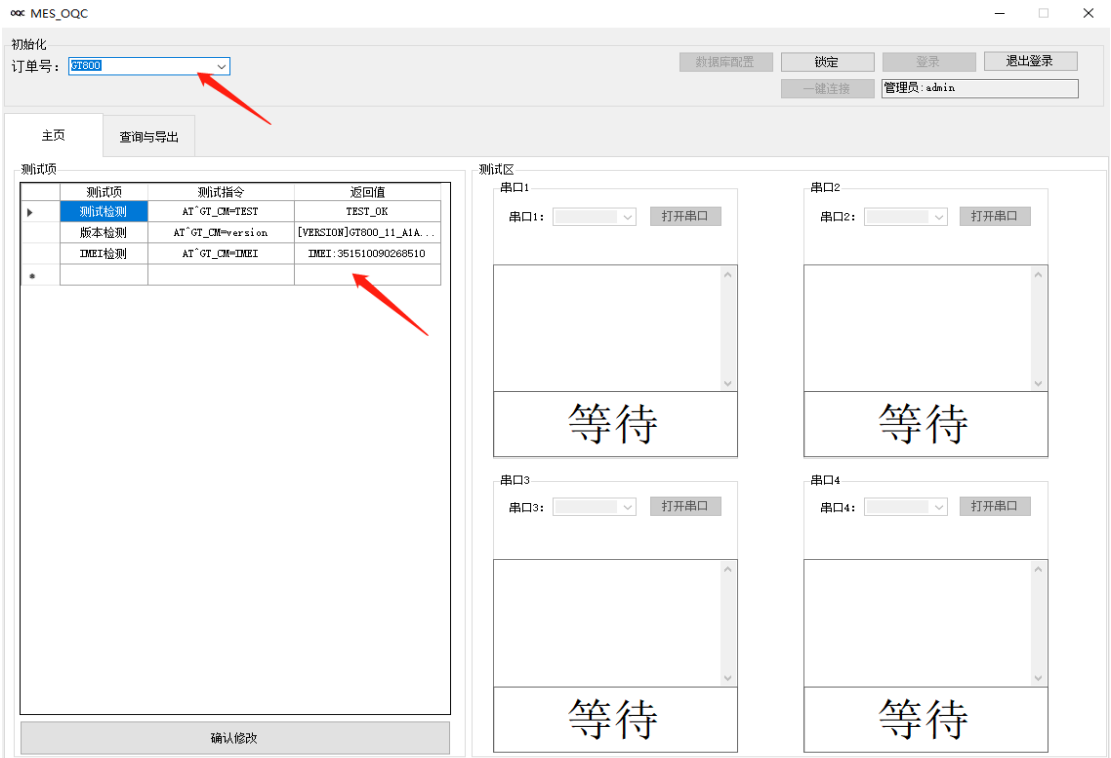 OQC MES_OQC
初始化
订单号： GT800
数据库配置 锁定 登录 退出登录
一键连接 管理员:admin
主页 查询与导出
测试项
测试项 测试指令 返回值
测试检测 AT^GT_CM=TEST TEST_OK
版本检测 AT^GT_CM=version [VERSION]GT800_11_A1A...
IMEI检测 AT^GT_CM=IMEI IMEI:351510090268510
确认修改
测试区
串口1
串口1: 打开串口
等待
串口2
串口2: 打开串口
等待
串口3
串口3: 打开串口
等待
串口4
串口4: 打开串口
等待